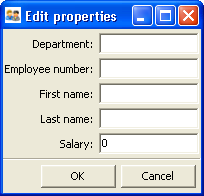 Edit properties
Department:
Employee number:
First name:
Last name:
Salary: 0
OK Cancel